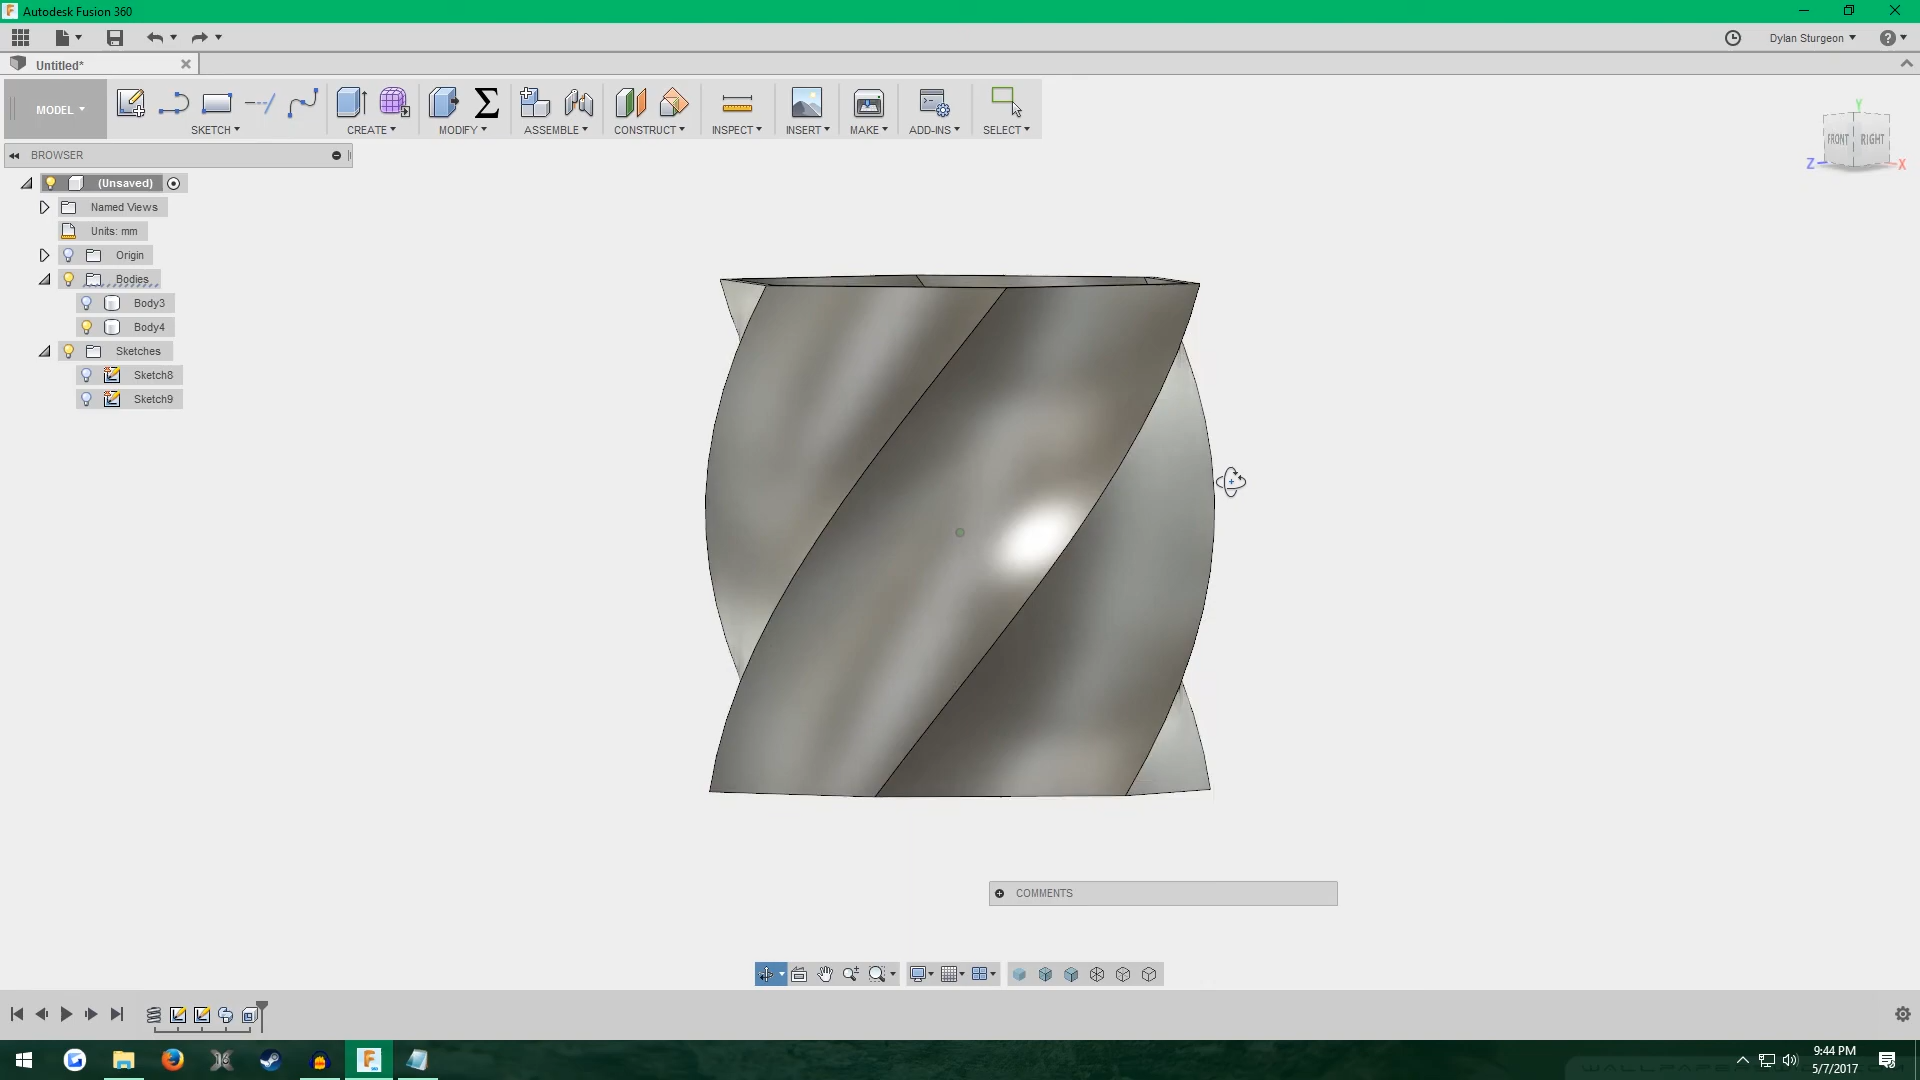 Autodesk Fusion 360
Dylan Sturgeon
Untitled*
MODEL
SKETCH
CREATE
MODIFY
ASSEMBLE
CONSTRUCT
INSPECT
INSERT
MAKE
ADD-INS
SELECT
Y
FRONT
RIGHT
Z
X
BROWSER
(Unsaved)
Named Views
Units: mm
Origin
Bodies
Body3
Body4
Sketches
Sketch8
Sketch9
COMMENTS
9:44 PM
5/7/2017